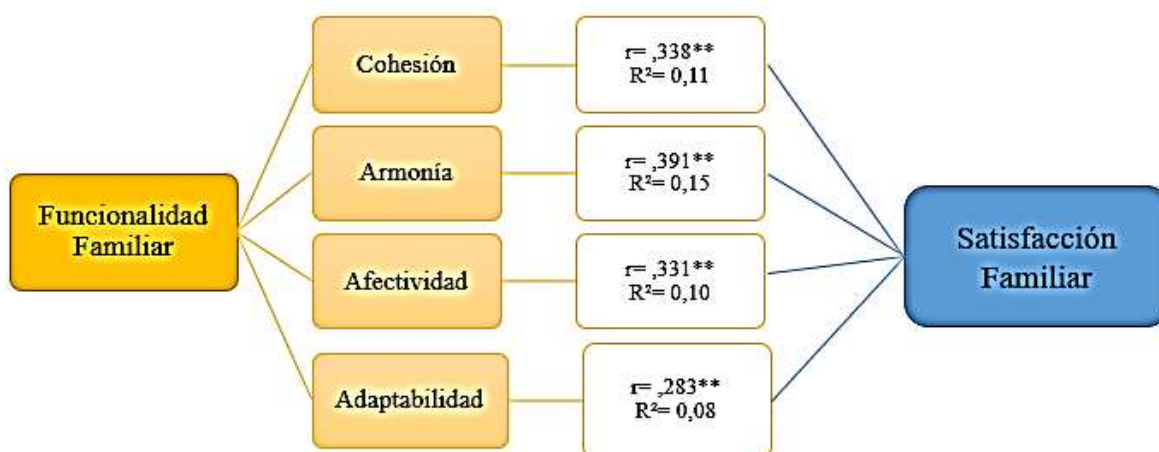 Funcionalidad
Familiar
Cohesión
r= ,338**
R²= 0,11
Armonía
r= ,391**
R²= 0,15
Afectividad
r= ,331**
R²= 0,10
Adaptabilidad
r= ,283**
R²= 0,08
Satisfacción
Familiar